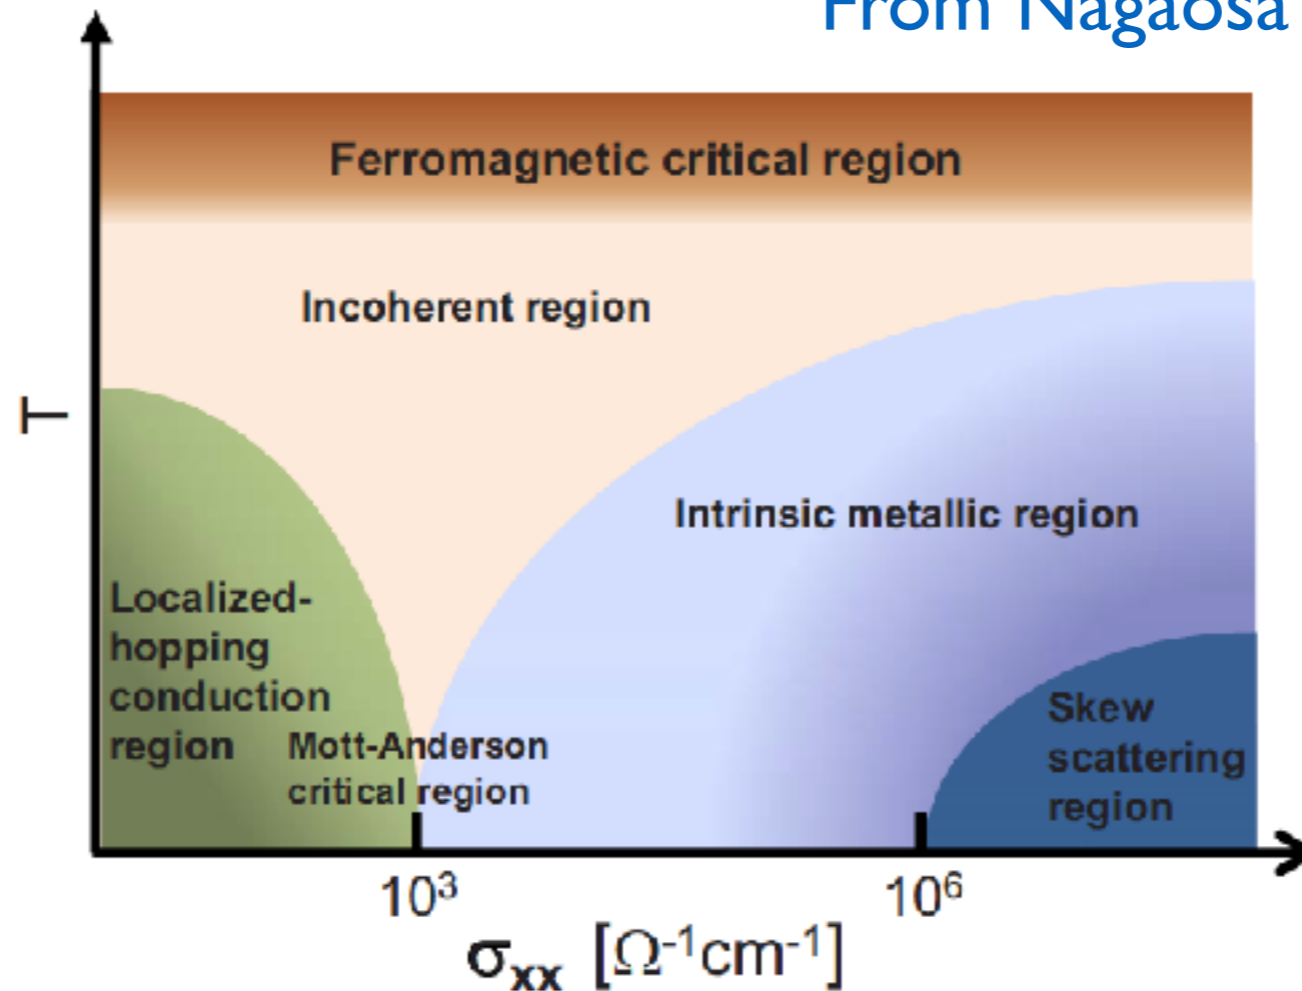 From Nagaosa
Ferromagnetic critical region
Incoherent region
T
Intrinsic metallic region
Localized-
hopping
conduction
region
Mott-Anderson
critical region
Skew
scattering
region
10³
10⁶
σxx [Ω⁻¹cm⁻¹]